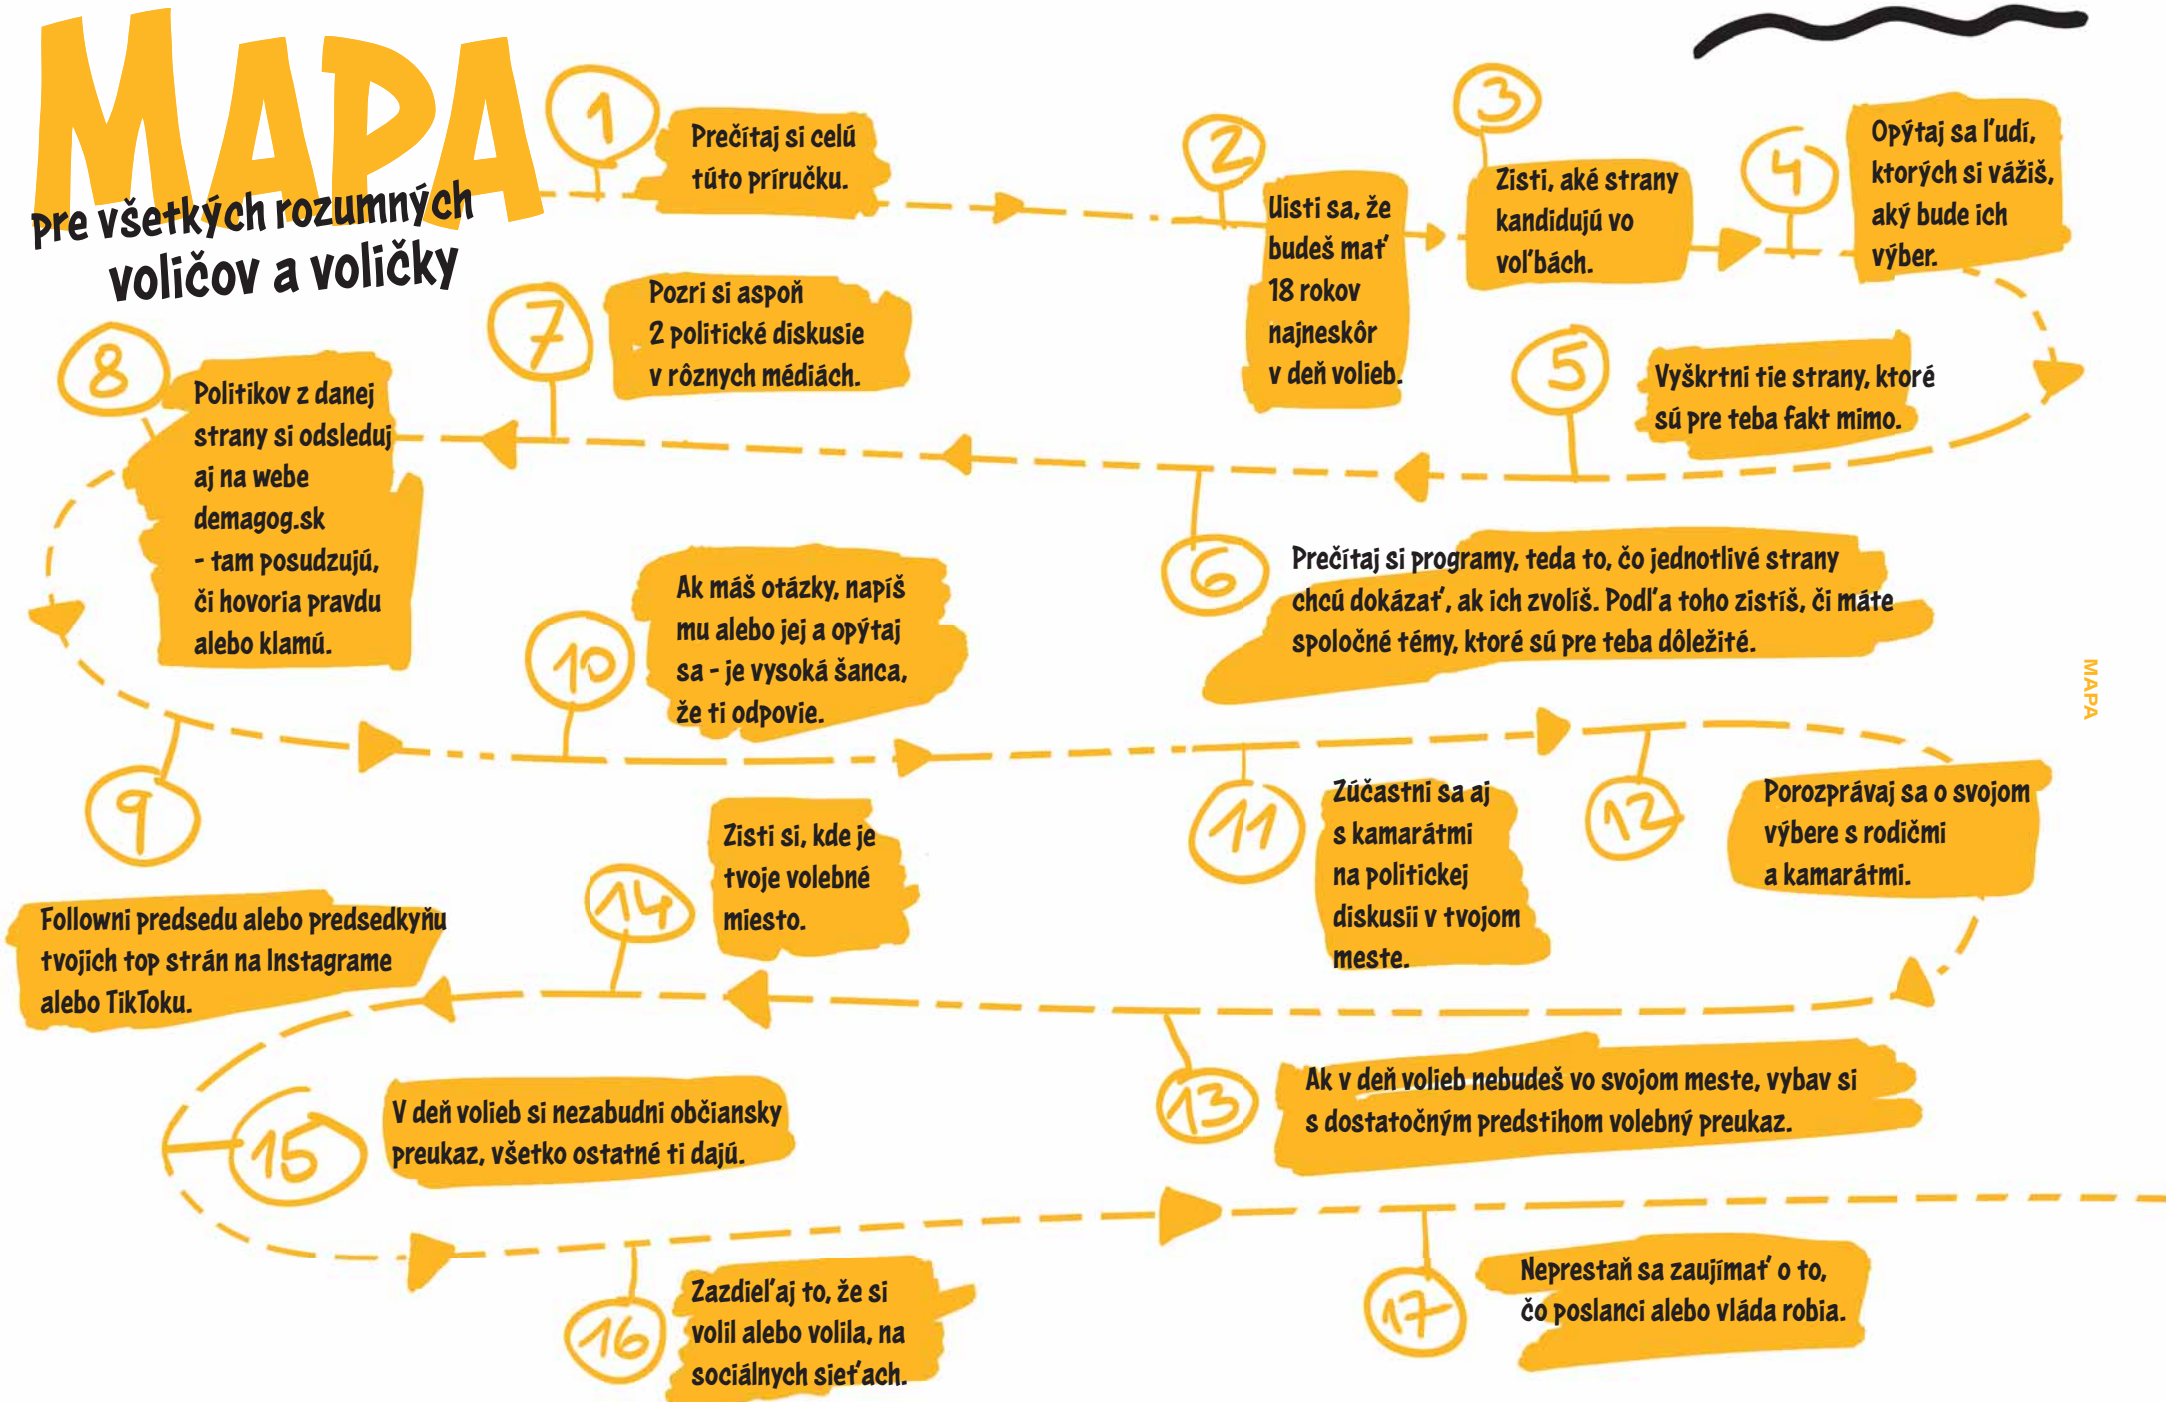 MAPA
pre všetkých rozumných
voličov a voličky
1
Prečítaj si celú
túto príručku.
2
Uisti sa, že
budeš mať
18 rokov
najneskôr
v deň volieb.
3
Zisti, aké strany
kandidujú vo
voľbách.
4
Opýtaj sa ľudí,
ktorých si vážiš,
aký bude ich
výber.
5
Vyškrtni tie strany, ktoré
sú pre teba fakt mimo.
6
Prečítaj si programy, teda to, čo jednotlivé strany
chcú dokázať, ak ich zvolíš. Podľa toho zistíš, či máte
spoločné témy, ktoré sú pre teba dôležité.
7
Pozri si aspoň
2 politické diskusie
v rôznych médiách.
8
Politikov z danej
strany si odsleduj
aj na webe
demagog.sk
- tam posudzujú,
či hovoria pravdu
alebo klamú.
9
Followni predsedu alebo predsedkyňu
tvojich top strán na Instagrame
alebo TikToku.
10
Ak máš otázky, napíš
mu alebo jej a opýtaj
sa - je vysoká šanca,
že ti odpovie.
11
Zúčastni sa aj
s kamarátmi
na politickej
diskusii v tvojom
meste.
12
Porozprávaj sa o svojom
výbere s rodičmi
a kamarátmi.
13
Ak v deň volieb nebudeš vo svojom meste, vybav si
s dostatočným predstihom volebný preukaz.
14
Zisti si, kde je
tvoje volebné
miesto.
15
V deň volieb si nezabudni občiansky
preukaz, všetko ostatné ti dajú.
16
Zazdieľaj to, že si
volil alebo volila, na
sociálnych sieťach.
17
Neprestaň sa zaujímať o to,
čo poslanci alebo vláda robia.
MAPA